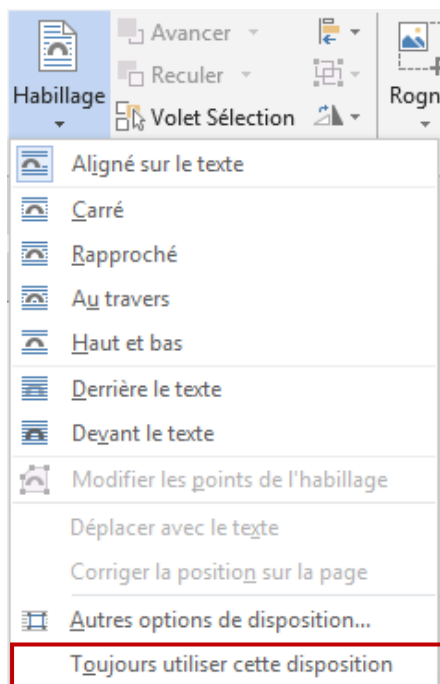 Avancer
Habillage
Reculer
Volet Sélection
Rogn
Aligné sur le texte
Carré
Rapproché
Au travers
Haut et bas
Derrière le texte
Devant le texte
Modifier les points de l'habillage
Déplacer avec le texte
Corriger la position sur la page
Autres options de disposition...
Toujours utiliser cette disposition